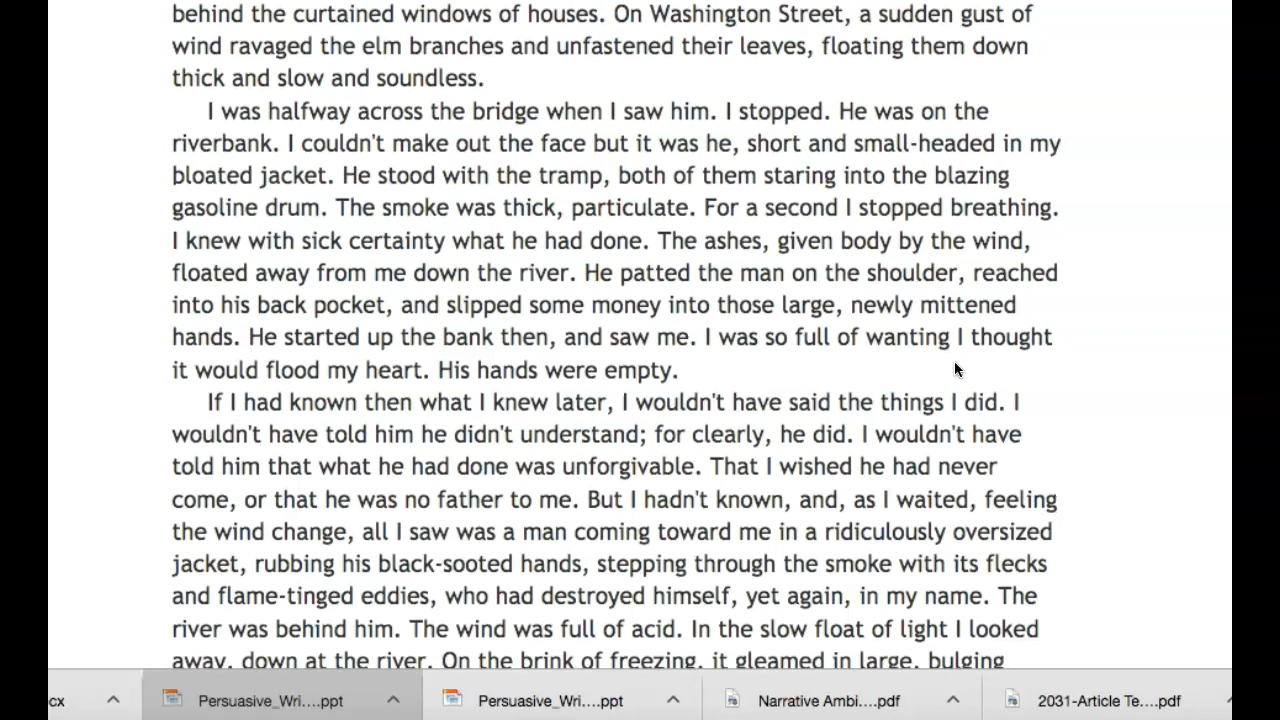 behind the curtained windows of houses. On Washington Street, a sudden gust of
wind ravaged the elm branches and unfastened their leaves, floating them down
thick and slow and soundless.
I was halfway across the bridge when I saw him. I stopped. He was on the
riverbank. I couldn't make out the face but it was he, short and small-headed in my
bloated jacket. He stood with the tramp, both of them staring into the blazing
gasoline drum. The smoke was thick, particulate. For a second I stopped breathing.
I knew with sick certainty what he had done. The ashes, given body by the wind,
floated away from me down the river. He patted the man on the shoulder, reached
into his back pocket, and slipped some money into those large, newly mittened
hands. He started up the bank then, and saw me. I was so full of wanting I thought
it would flood my heart. His hands were empty.
If I had known then what I knew later, I wouldn't have said the things I did. I
wouldn't have told him he didn't understand; for clearly, he did. I wouldn't have
told him that what he had done was unforgivable. That I wished he had never
come, or that he was no father to me. But I hadn't known, and, as I waited, feeling
the wind change, all I saw was a man coming toward me in a ridiculously oversized
jacket, rubbing his black-sooted hands, stepping through the smoke with its flecks
and flame-tinged eddies, who had destroyed himself, yet again, in my name. The
river was behind him. The wind was full of acid. In the slow float of light I looked
away, down at the river. On the brink of freezing, it gleamed in large, bulging
cx Persuasive_Wri....ppt Persuasive_Wri....ppt Narrative Ambi....pdf 2031-Article Te....pdf